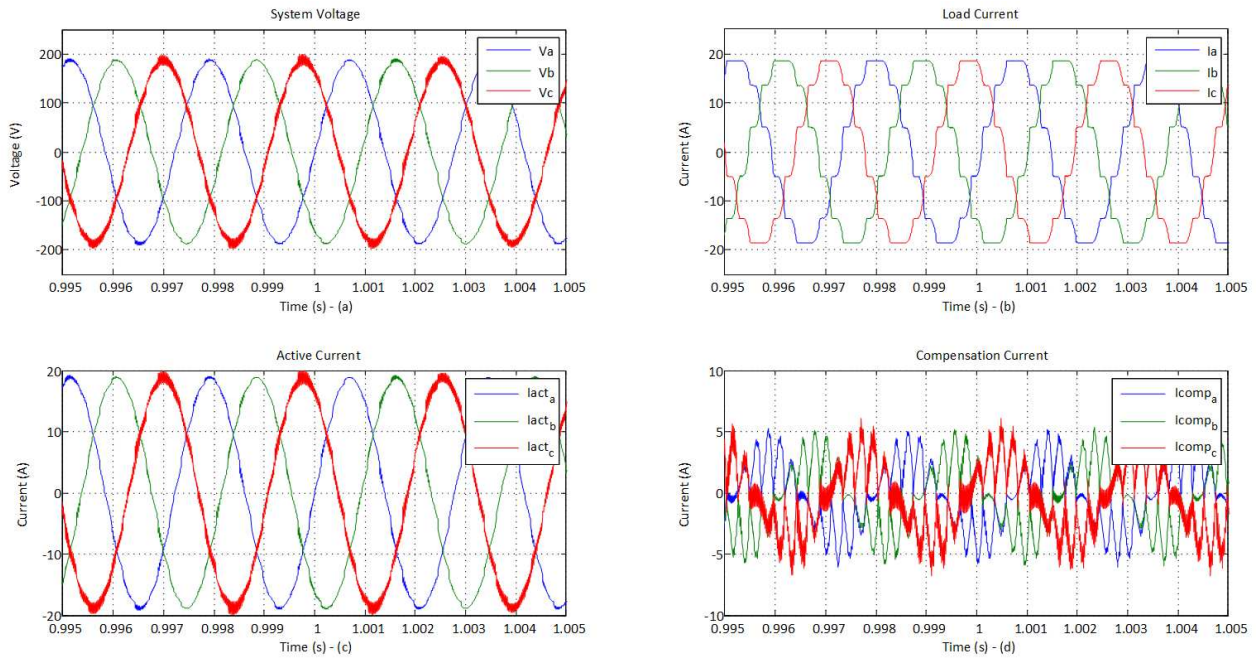 System Voltage
Voltage (V)
200
100
0
-100
-200
Va
Vb
Vc
0.995 0.996 0.997 0.998 0.999 1 1.001 1.002 1.003 1.004 1.005
Time (s) - (a)
Load Current
Current (A)
20
10
0
-10
-20
Ia
Ib
Ic
0.995 0.996 0.997 0.998 0.999 1 1.001 1.002 1.003 1.004 1.005
Time (s) - (b)
Active Current
Current (A)
20
10
0
-10
-20
Iact a
Iact b
Iact c
0.995 0.996 0.997 0.998 0.999 1 1.001 1.002 1.003 1.004 1.005
Time (s) - (c)
Compensation Current
Current (A)
10
5
0
-5
-10
Icomp a
Icomp b
Icomp c
0.995 0.996 0.997 0.998 0.999 1 1.001 1.002 1.003 1.004 1.005
Time (s) - (d)